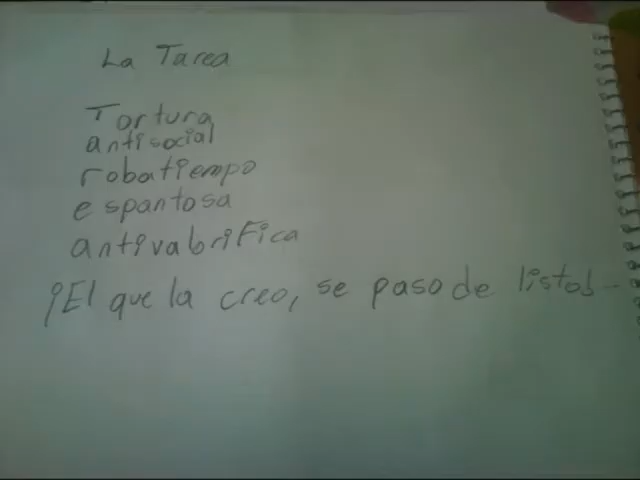 La Tarea
Tortura
antisocial
robatiempo
espantosa
antivabrifica
¡El que la creo, se paso de listo!